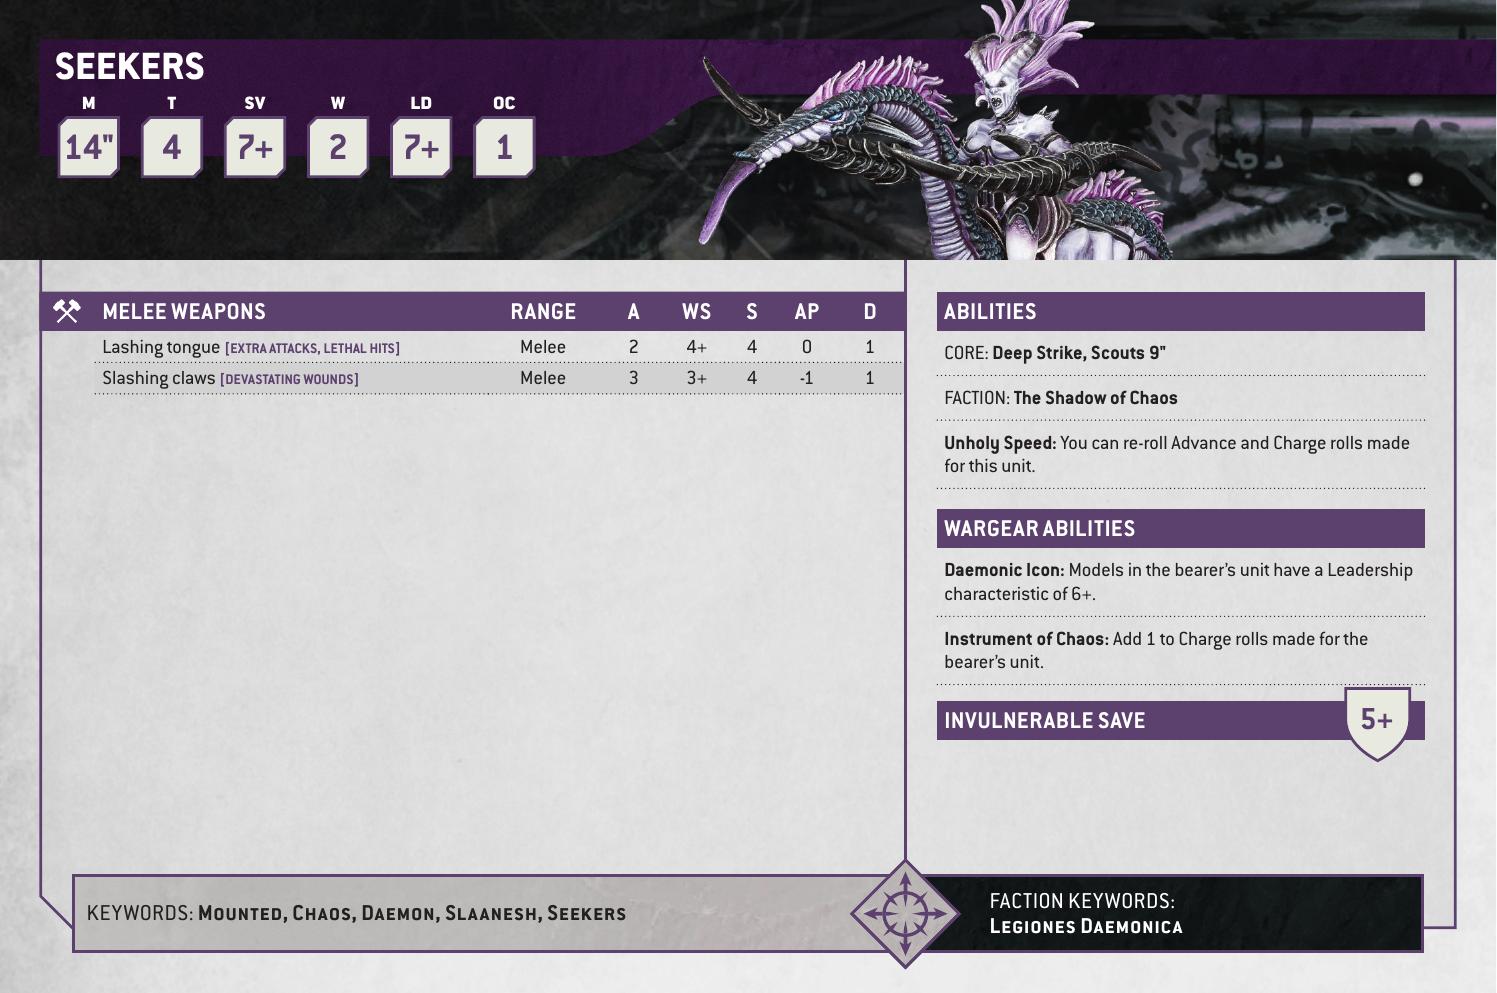 SEEKERS
M T SV W LD OC
14" 4 7+ 2 7+ 1
MELEE WEAPONS RANGE A WS S AP D
Lashing tongue [EXTRA ATTACKS, LETHAL HITS] Melee 2 4+ 4 0 1
Slashing claws [DEVASTATING WOUNDS] Melee 3 3+ 4 -1 1
ABILITIES
CORE: Deep Strike, Scouts 9"
FACTION: The Shadow of Chaos
Unholy Speed: You can re-roll Advance and Charge rolls made
for this unit.
WARGEAR ABILITIES
Daemonic Icon: Models in the bearer's unit have a Leadership
characteristic of 6+.
Instrument of Chaos: Add 1 to Charge rolls made for the
bearer's unit.
INVULNERABLE SAVE 5+
KEYWORDS: MOUNTED, CHAOS, DAEMON, SLAANESH, SEEKERS
FACTION KEYWORDS:
LEGIONES DAEMONICA